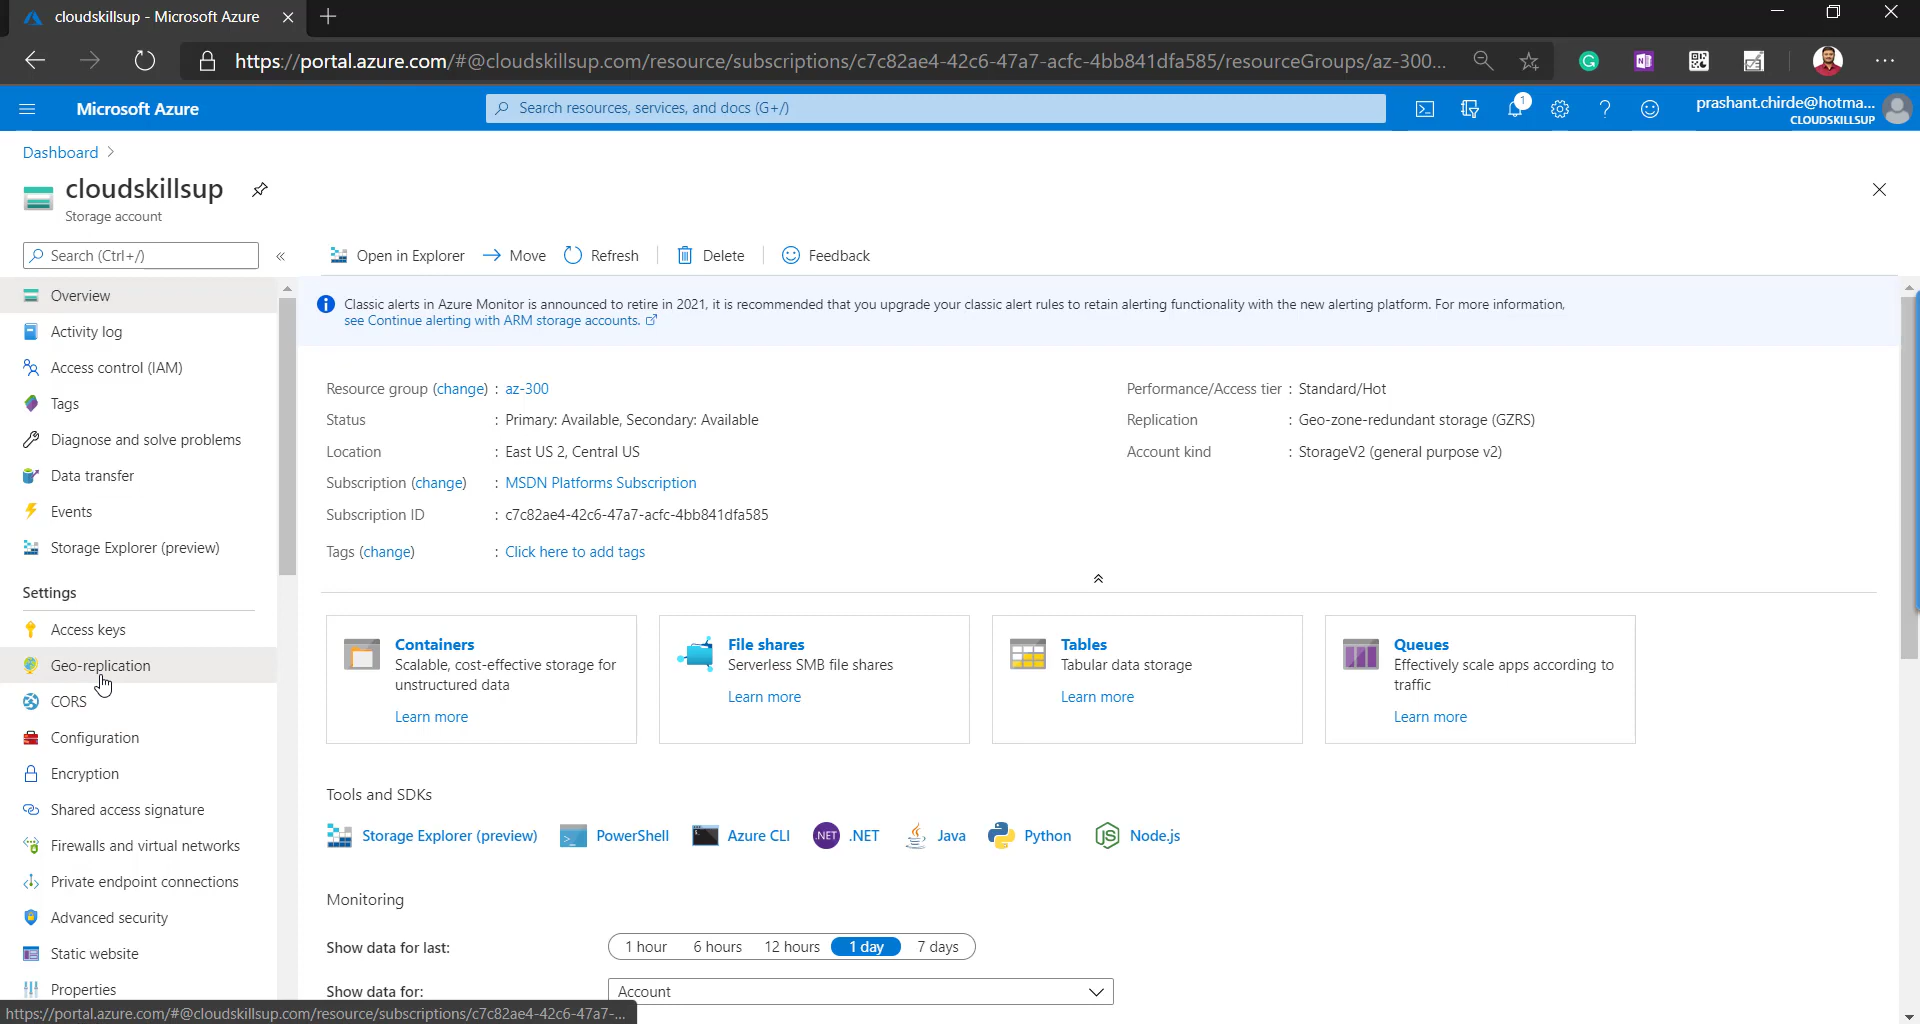 cloudskillsup - Microsoft Azure
https://portal.azure.com/#@cloudskillsup.com/resource/subscriptions/c7c82ae4-42c6-47a7-acfc-4bb841dfa585/resourceGroups/az-300...
Microsoft Azure
Search resources, services, and docs (G+/)
1
prashant.chirde@hotma...
CLOUDSKILLSUP
Dashboard >
cloudskillsup
Storage account
Search (Ctrl+/)
«
Open in Explorer
Move
Refresh
Delete
Feedback
Overview
Activity log
Access control (IAM)
Tags
Diagnose and solve problems
Data transfer
Events
Storage Explorer (preview)
Settings
Access keys
Geo-replication
CORS
Configuration
Encryption
Shared access signature
Firewalls and virtual networks
Private endpoint connections
Advanced security
Static website
Properties
Classic alerts in Azure Monitor is announced to retire in 2021, it is recommended that you upgrade your classic alert rules to retain alerting functionality with the new alerting platform. For more information,
see Continue alerting with ARM storage accounts.
Resource group (change) : az-300
Status : Primary: Available, Secondary: Available
Location : East US 2, Central US
Subscription (change) : MSDN Platforms Subscription
Subscription ID : c7c82ae4-42c6-47a7-acfc-4bb841dfa585
Tags (change) : Click here to add tags
Performance/Access tier : Standard/Hot
Replication : Geo-zone-redundant storage (GZRS)
Account kind : StorageV2 (general purpose v2)
Containers
Scalable, cost-effective storage for
unstructured data
Learn more
File shares
Serverless SMB file shares
Learn more
Tables
Tabular data storage
Learn more
Queues
Effectively scale apps according to
traffic
Learn more
Tools and SDKs
Storage Explorer (preview)
PowerShell
Azure CLI
NET .NET
Java
Python
Node.js
Monitoring
Show data for last: 1 hour 6 hours 12 hours 1 day 7 days
Show data for: Account
https://portal.azure.com/#@cloudskillsup.com/resource/subscriptions/c7c82ae4-42c6-47a7-...